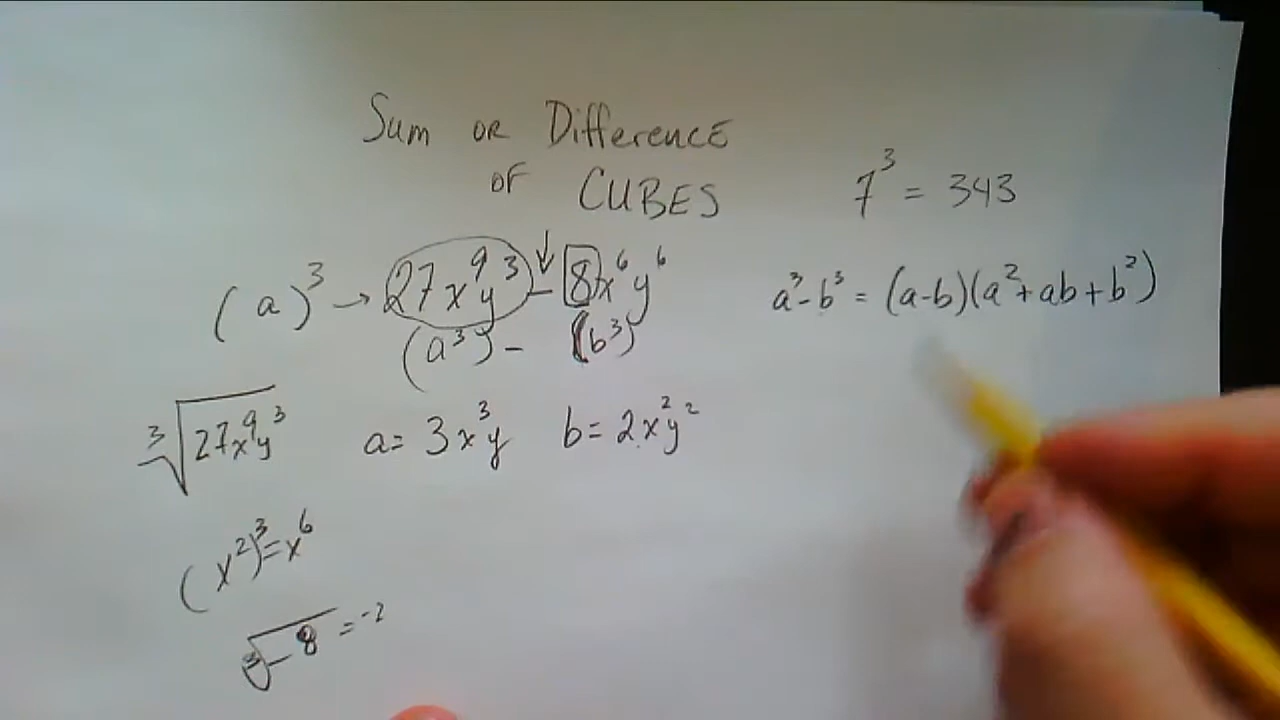 Sum OR Difference
OF CUBES
7³ = 343
(a)³ → 27x⁹y³ - 8x⁶y⁶
(a³) - (b³)
a³-b³ = (a-b)(a²+ab+b²)
∛27x⁹y³
a= 3x³y b= 2x²y²
(x²)³=x⁶
∛-8 = -2